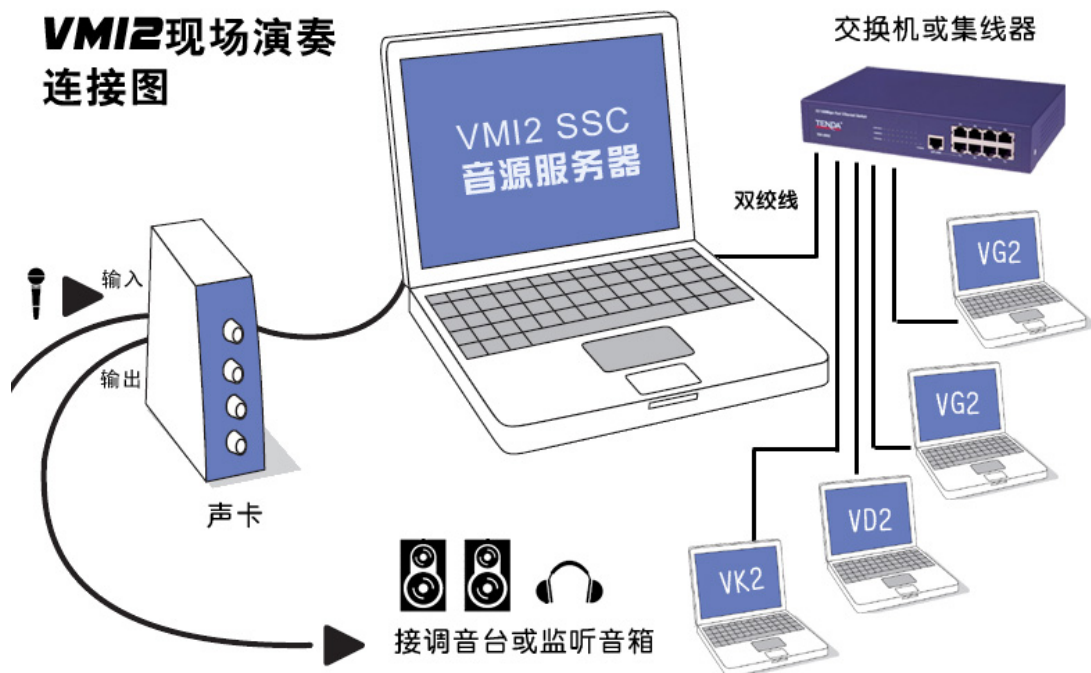 VMI2现场演奏
连接图
交换机或集线器
TENDA
VMI2 SSC
音源服务器
双绞线
VG2
输入
输出
VG2
VD2
声卡
VK2
接调音台或监听音箱